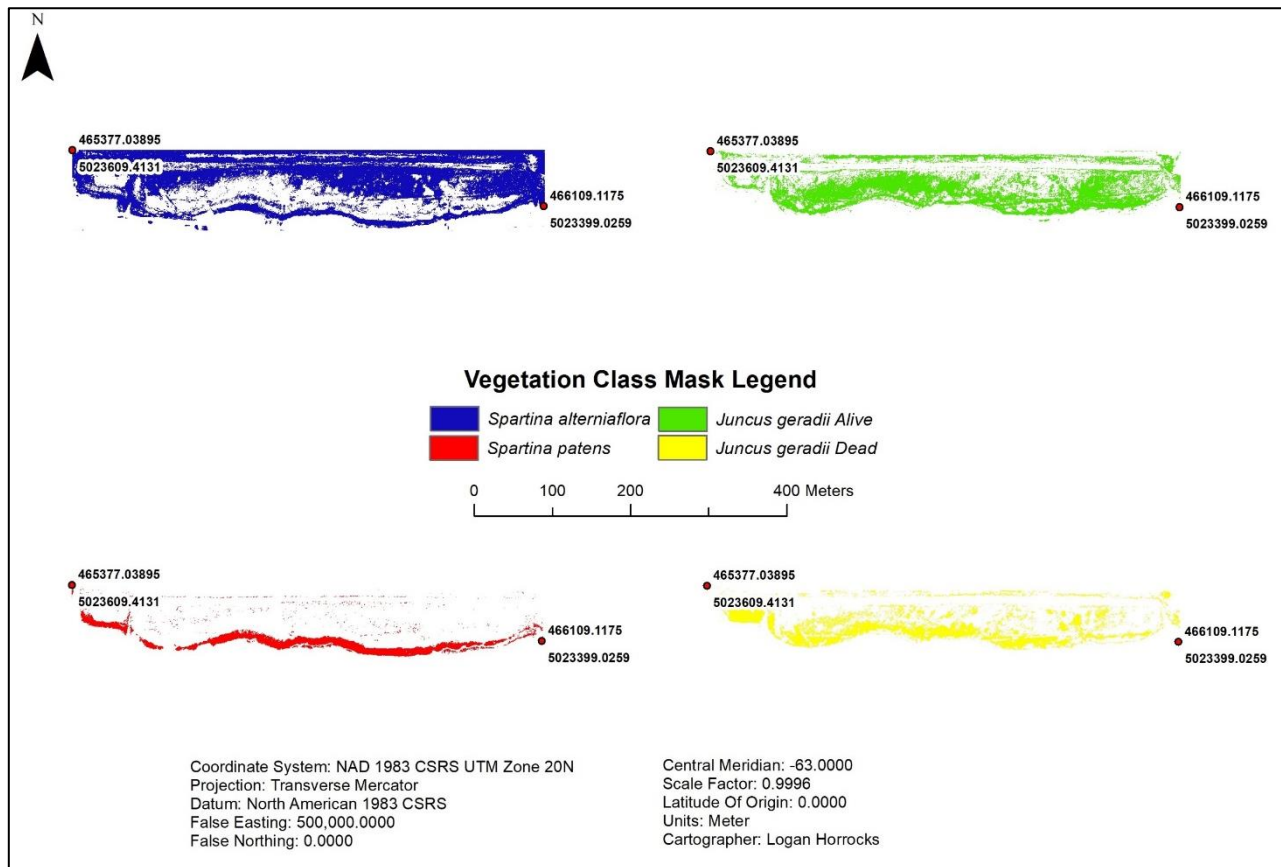 N
465377.03895
5023609.4131
466109.1175
5023399.0259
465377.03895
5023609.4131
466109.1175
5023399.0259
Vegetation Class Mask Legend
Spartina alterniaflora
Juncus geradii Alive
Spartina patens
Juncus geradii Dead
0 100 200 400 Meters
465377.03895
5023609.4131
466109.1175
5023399.0259
465377.03895
5023609.4131
466109.1175
5023399.0259
Coordinate System: NAD 1983 CSRS UTM Zone 20N
Projection: Transverse Mercator
Datum: North American 1983 CSRS
False Easting: 500,000.0000
False Northing: 0.0000
Central Meridian: -63.0000
Scale Factor: 0.9996
Latitude Of Origin: 0.0000
Units: Meter
Cartographer: Logan Horrocks